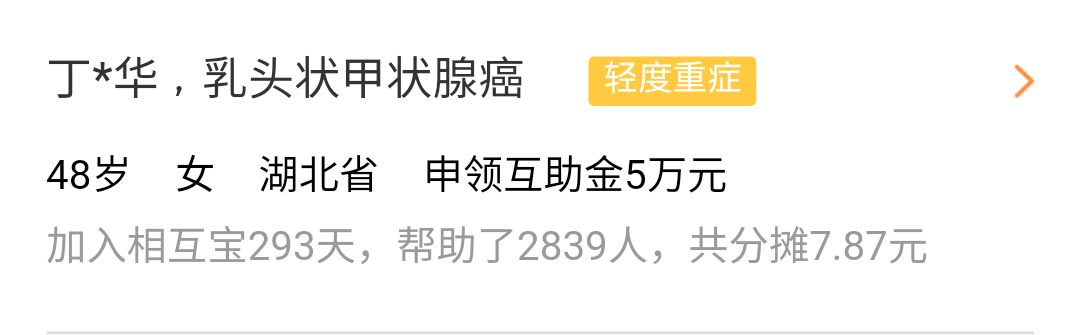 丁*华，乳头状甲状腺癌 轻度重症
48岁 女 湖北省 申领互助金5万元
加入相互宝293天，帮助了2839人，共分摊7.87元